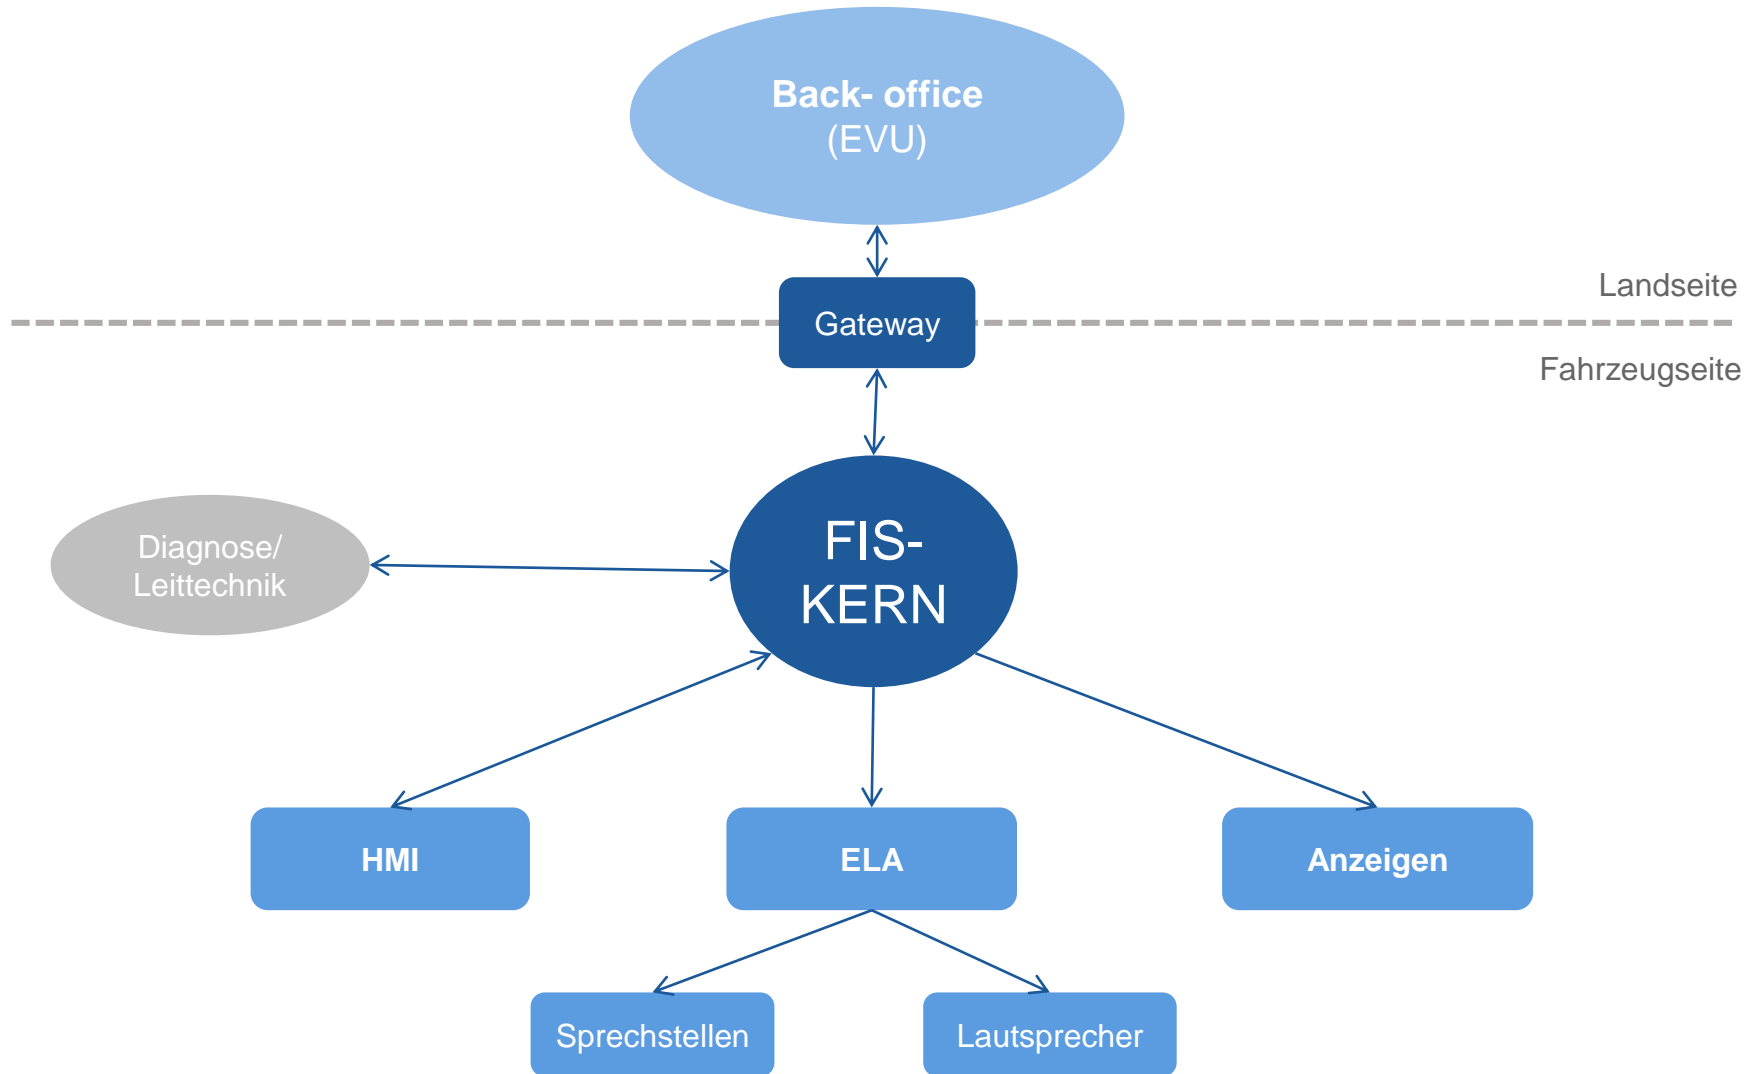 Back- office
(EVU)
Landseite
Gateway
Fahrzeugseite
FIS-
KERN
Diagnose/
Leittechnik
HMI
ELA
Anzeigen
Sprechstellen
Lautsprecher